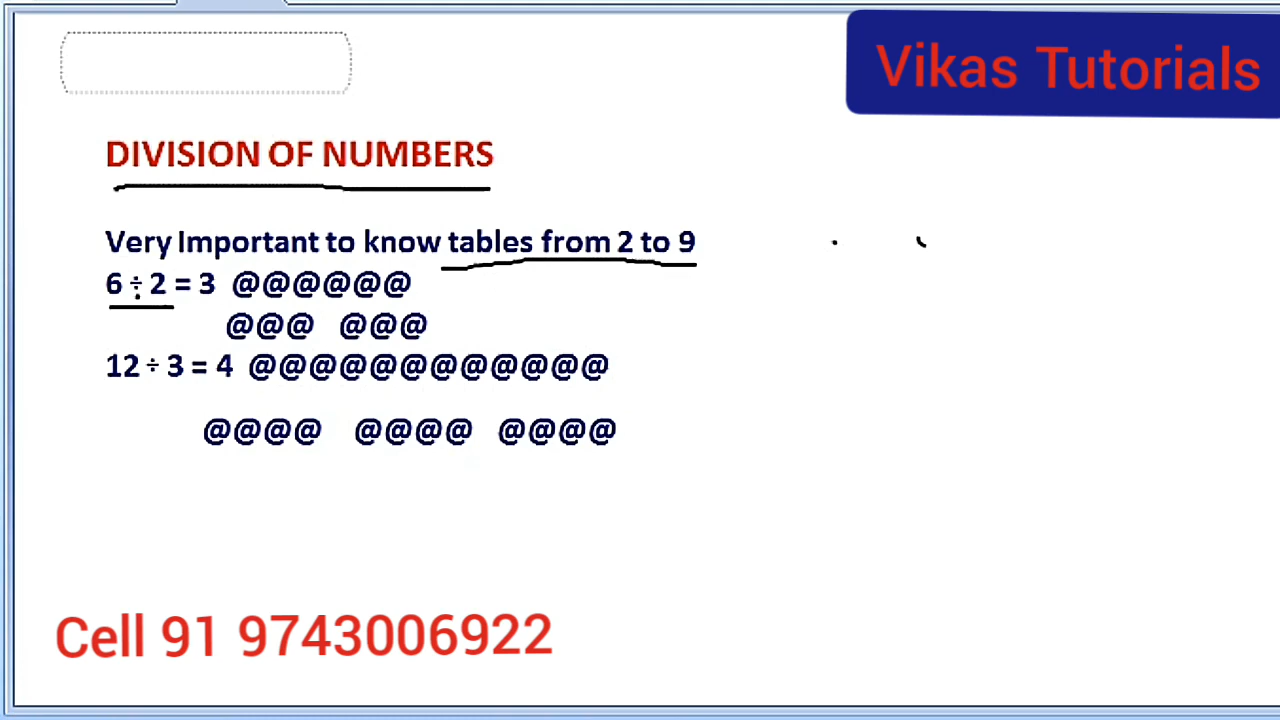 Vikas Tutorials
DIVISION OF NUMBERS
Very Important to know tables from 2 to 9
6 ÷ 2 = 3 @@@@@@
@@@ @@@
12 ÷ 3 = 4 @@@@@@@@@@@@
@@@@ @@@@ @@@@
Cell 91 9743006922